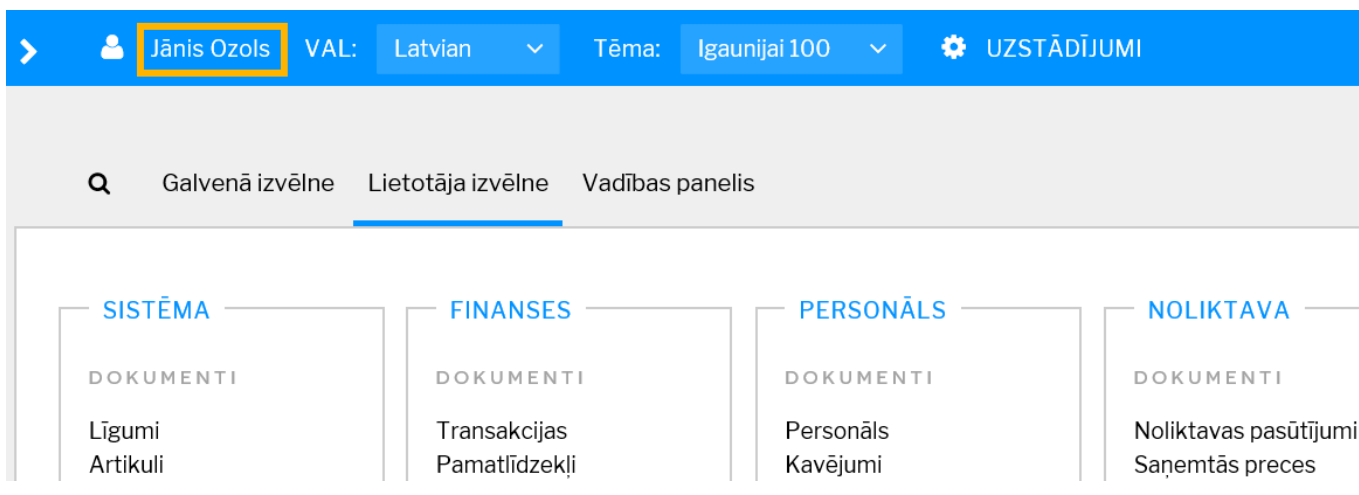 Jānis Ozols VAL: Latvian Tēma: Igaunijai 100 UZSTĀDĪJUMI
Galvenā izvēlne Lietotāja izvēlne Vadības panelis
SISTĒMA FINANSES PERSONĀLS NOLIKTAVA
DOKUMENTI DOKUMENTI DOKUMENTI DOKUMENTI
Līgumi Transakcijas Personāls Noliktavas pasūtījumi
Artikuli Pamatlīdzekļi Kavējumi Saņemtās preces